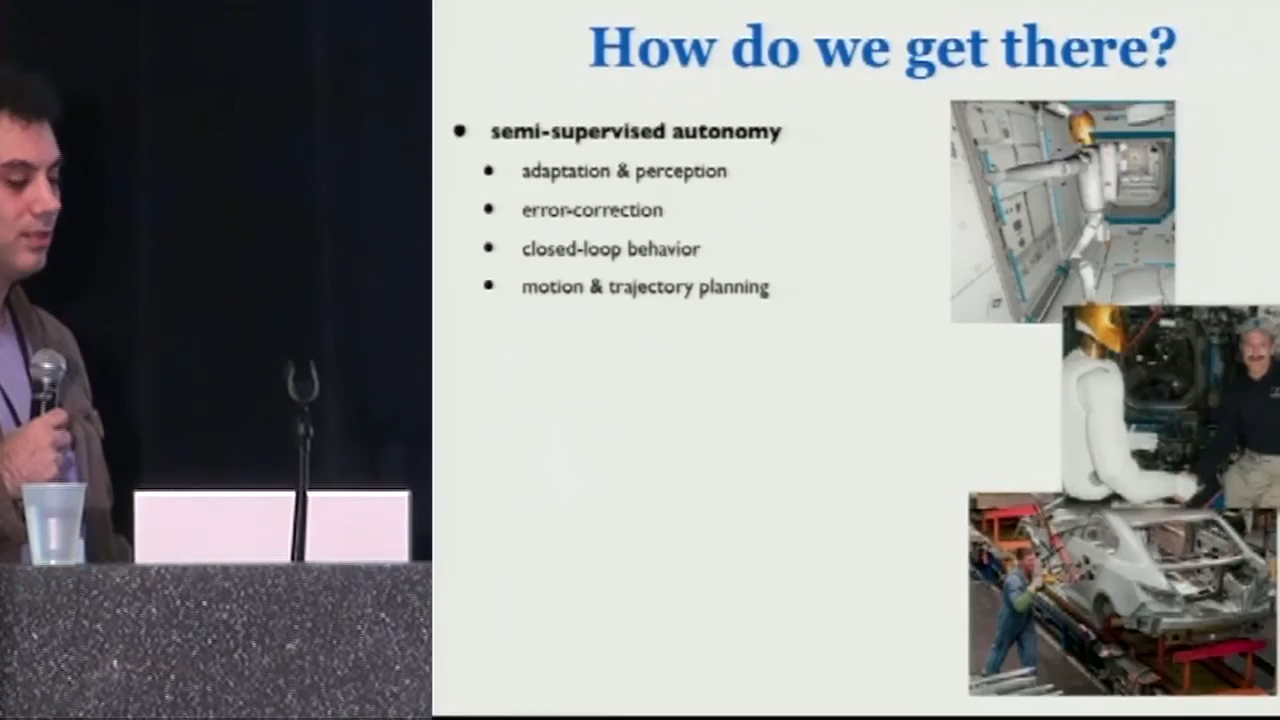 How do we get there?
semi-supervised autonomy
adaptation & perception
error-correction
closed-loop behavior
motion & trajectory planning